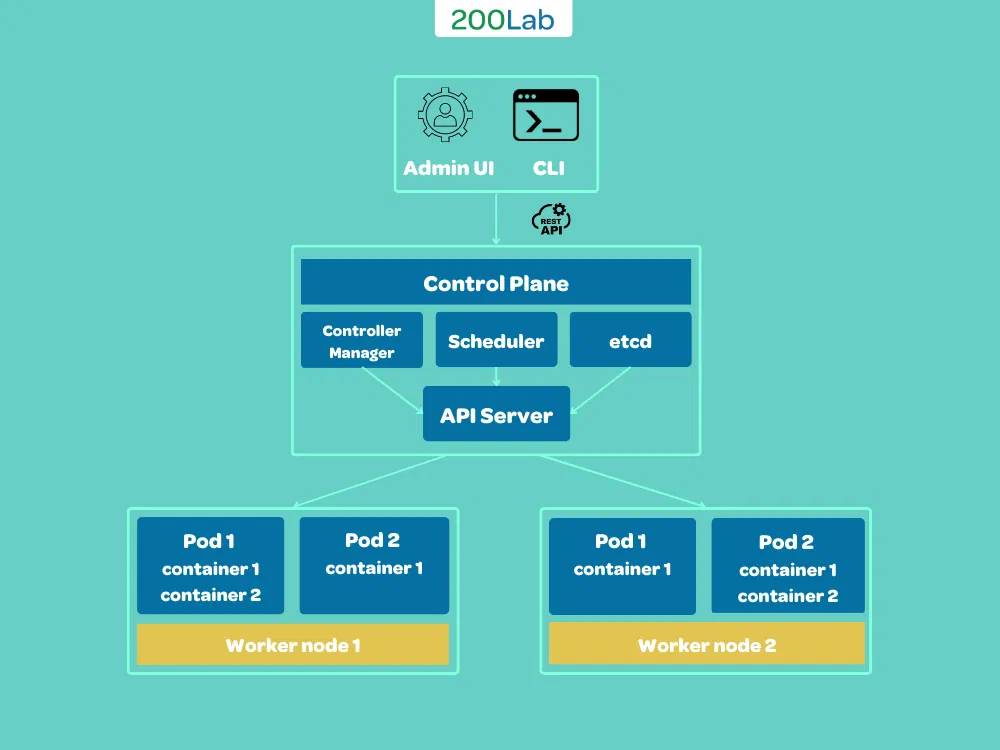 200Lab
Admin UI
CLI
REST
API
Control Plane
Controller
Manager
Scheduler
etcd
API Server
Pod 1
container 1
container 2
Pod 2
container 1
Worker node 1
Pod 1
container 1
Pod 2
container 1
container 2
Worker node 2